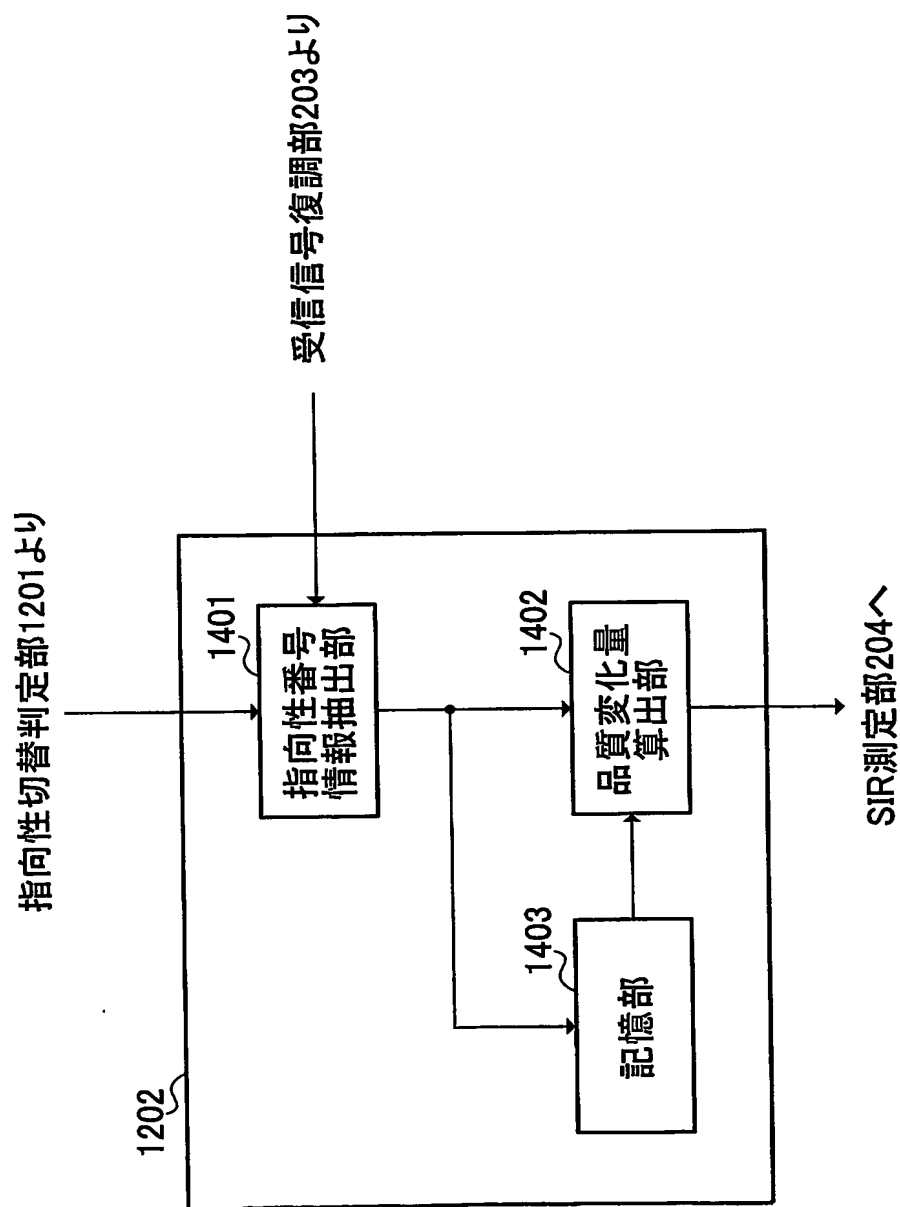 指向性切替判定部1201より
受信信号復調部203より
1202
1401
指向性番号
情報抽出部
1402
品質変化量
算出部
1403
記憶部
SIR測定部204へ